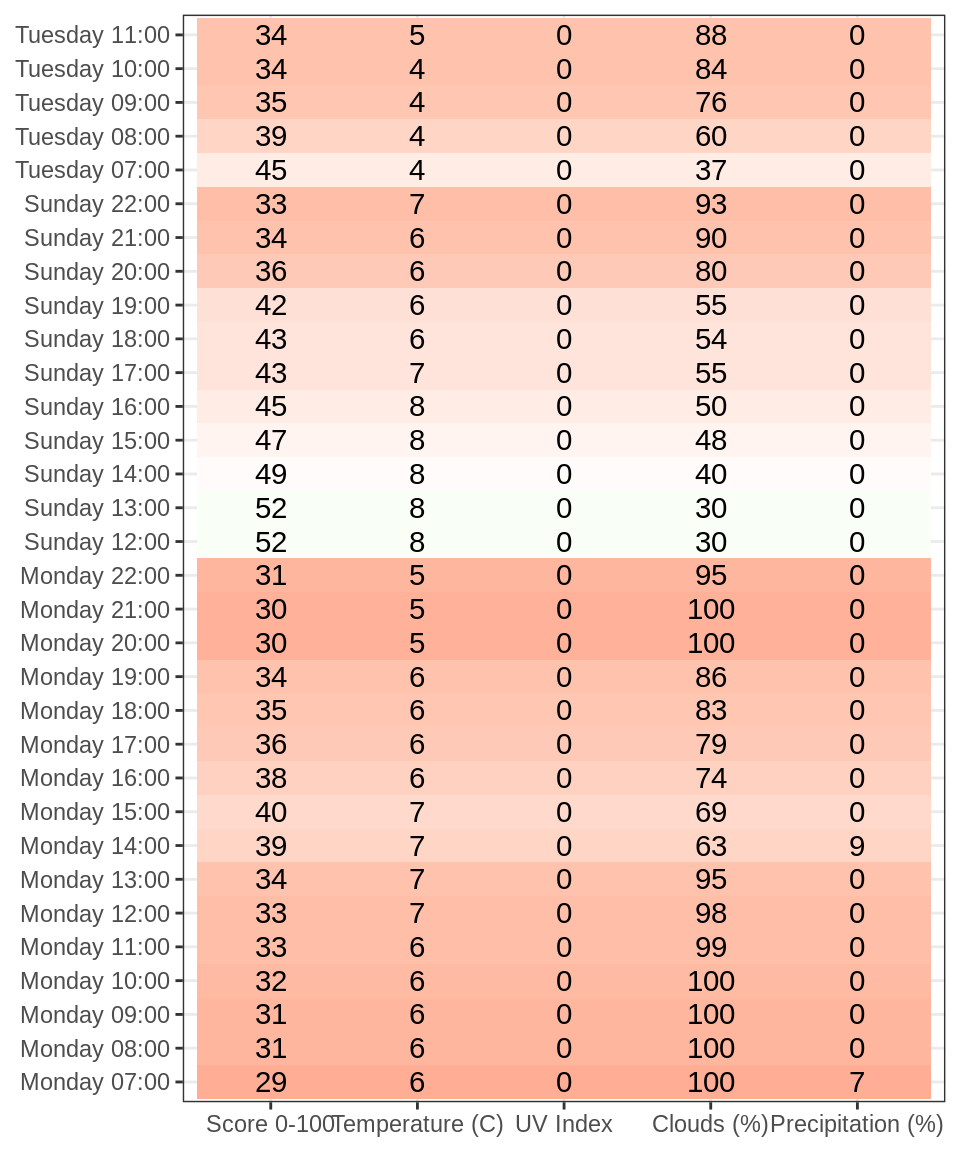 Tuesday 11:00 34 5 0 88 0
Tuesday 10:00 34 4 0 84 0
Tuesday 09:00 35 4 0 76 0
Tuesday 08:00 39 4 0 60 0
Tuesday 07:00 45 4 0 37 0
Sunday 22:00 33 7 0 93 0
Sunday 21:00 34 6 0 90 0
Sunday 20:00 36 6 0 80 0
Sunday 19:00 42 6 0 55 0
Sunday 18:00 43 6 0 54 0
Sunday 17:00 43 7 0 55 0
Sunday 16:00 45 8 0 50 0
Sunday 15:00 47 8 0 48 0
Sunday 14:00 49 8 0 40 0
Sunday 13:00 52 8 0 30 0
Sunday 12:00 52 8 0 30 0
Monday 22:00 31 5 0 95 0
Monday 21:00 30 5 0 100 0
Monday 20:00 30 5 0 100 0
Monday 19:00 34 6 0 86 0
Monday 18:00 35 6 0 83 0
Monday 17:00 36 6 0 79 0
Monday 16:00 38 6 0 74 0
Monday 15:00 40 7 0 69 0
Monday 14:00 39 7 0 63 9
Monday 13:00 34 7 0 95 0
Monday 12:00 33 7 0 98 0
Monday 11:00 33 6 0 99 0
Monday 10:00 32 6 0 100 0
Monday 09:00 31 6 0 100 0
Monday 08:00 31 6 0 100 0
Monday 07:00 29 6 0 100 7
Score 0-100 Temperature (C) UV Index Clouds (%) Precipitation (%)